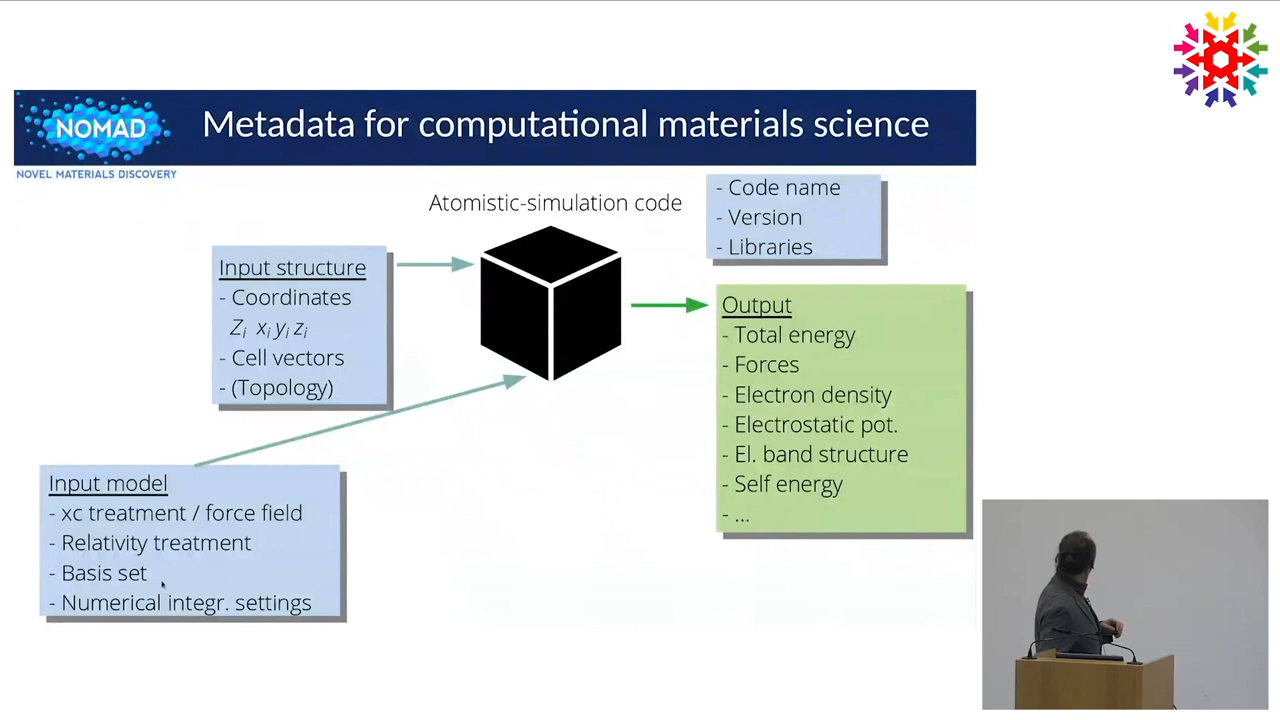 NOMAD
NOVEL MATERIALS DISCOVERY
Metadata for computational materials science
Atomistic-simulation code
- Code name
- Version
- Libraries
Input structure
- Coordinates
Zi xi yi zi
- Cell vectors
- (Topology)
Output
- Total energy
- Forces
- Electron density
- Electrostatic pot.
- El. band structure
- Self energy
- ...
Input model
- xc treatment / force field
- Relativity treatment
- Basis set
- Numerical integr. settings